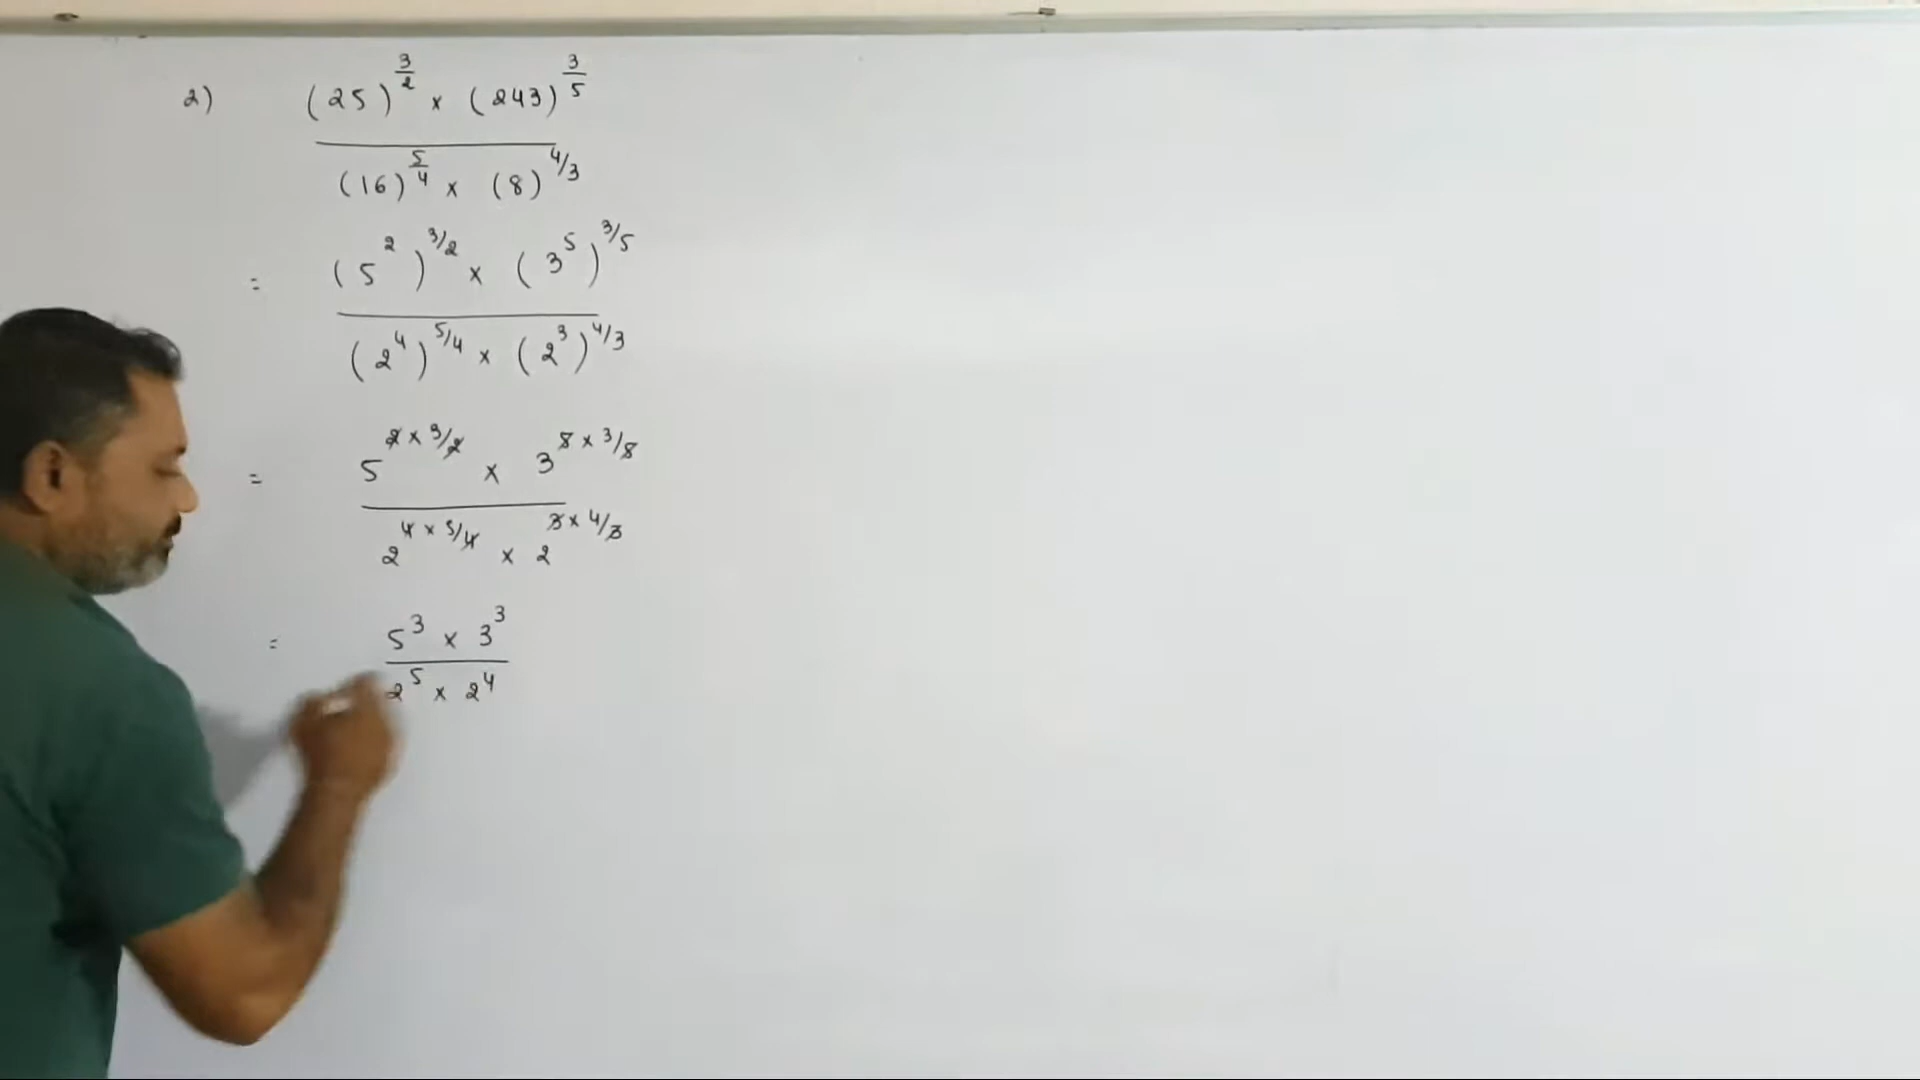 2) (25)^(3/2) × (243)^(3/5)
(16)^(5/4) × (8)^(4/3)
= (5^2)^(3/2) × (3^5)^(3/5)
(2^4)^(5/4) × (2^3)^(4/3)
= 5^(2 × 3/2) × 3^(5 × 3/5)
2^(4 × 5/4) × 2^(3 × 4/3)
= 5^3 × 3^3
2^5 × 2^4